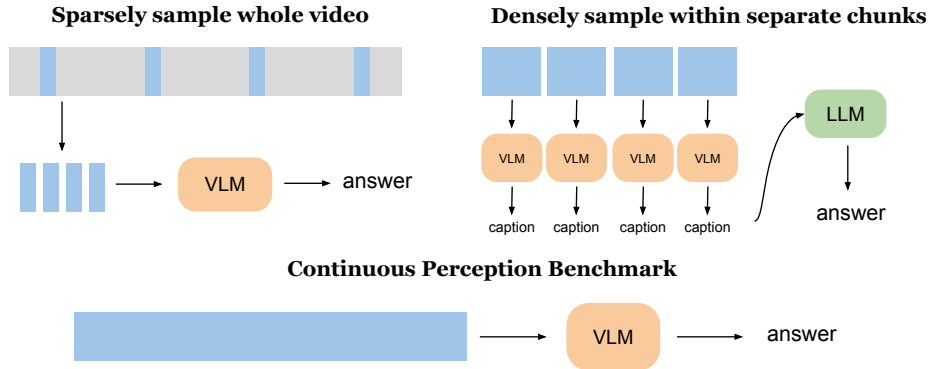 Sparsely sample whole video
VLM
answer
Densely sample within separate chunks
VLM VLM VLM VLM
caption caption caption caption
LLM
answer
Continuous Perception Benchmark
VLM
answer